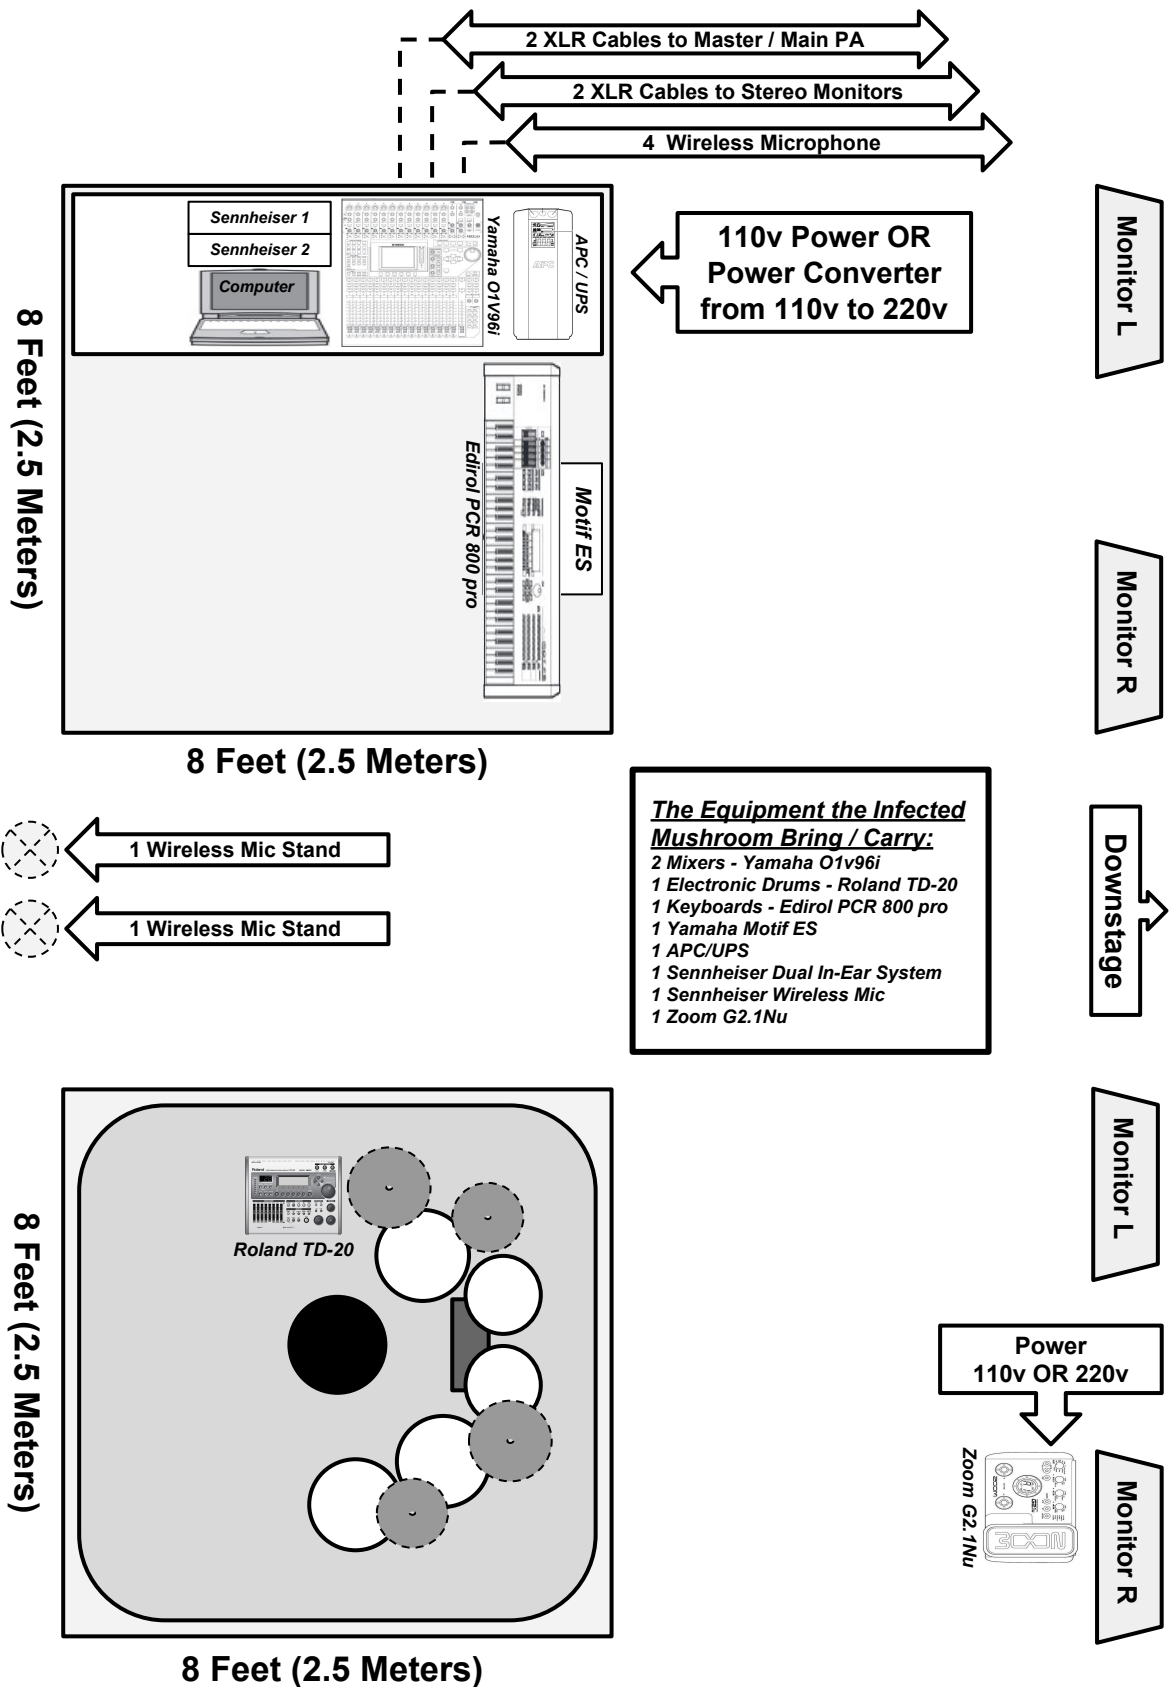 2 XLR Cables to Master / Main PA
2 XLR Cables to Stereo Monitors
4 Wireless Microphone
Sennheiser 1
Sennheiser 2
Computer
Yamaha O1V96i
APC
APC / UPS
110v Power OR
Power Converter
from 110v to 220v
Monitor L
8 Feet (2.5 Meters)
Edirol PCR 800 pro
Motif ES
Monitor R
8 Feet (2.5 Meters)
1 Wireless Mic Stand
1 Wireless Mic Stand
The Equipment the Infected
Mushroom Bring / Carry:
2 Mixers - Yamaha O1v96i
1 Electronic Drums - Roland TD-20
1 Keyboards - Edirol PCR 800 pro
1 Yamaha Motif ES
1 APC/UPS
1 Sennheiser Dual In-Ear System
1 Sennheiser Wireless Mic
1 Zoom G2.1Nu
Downstage
Roland
Roland TD-20
8 Feet (2.5 Meters)
Monitor L
Power
110v OR 220v
Zoom G2.1Nu
ZOOM
Monitor R
8 Feet (2.5 Meters)